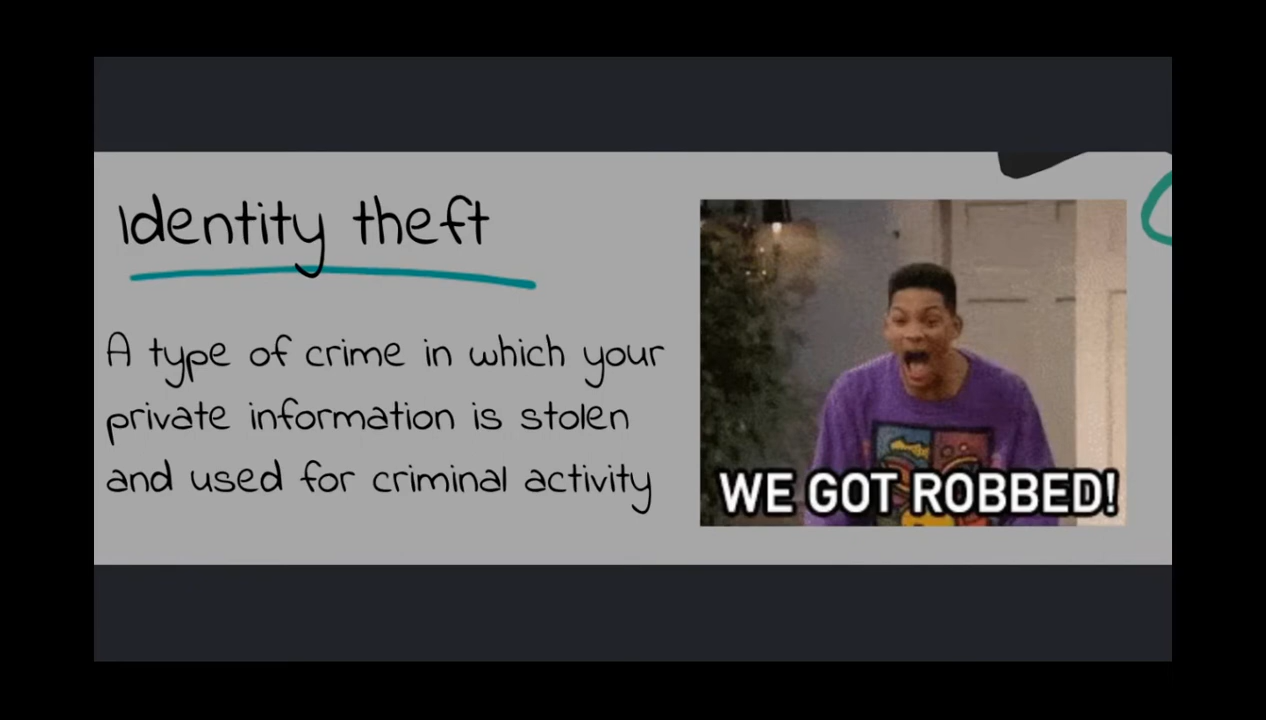 Identity theft
A type of crime in which your
private information is stolen
and used for criminal activity
WE GOT ROBBED!